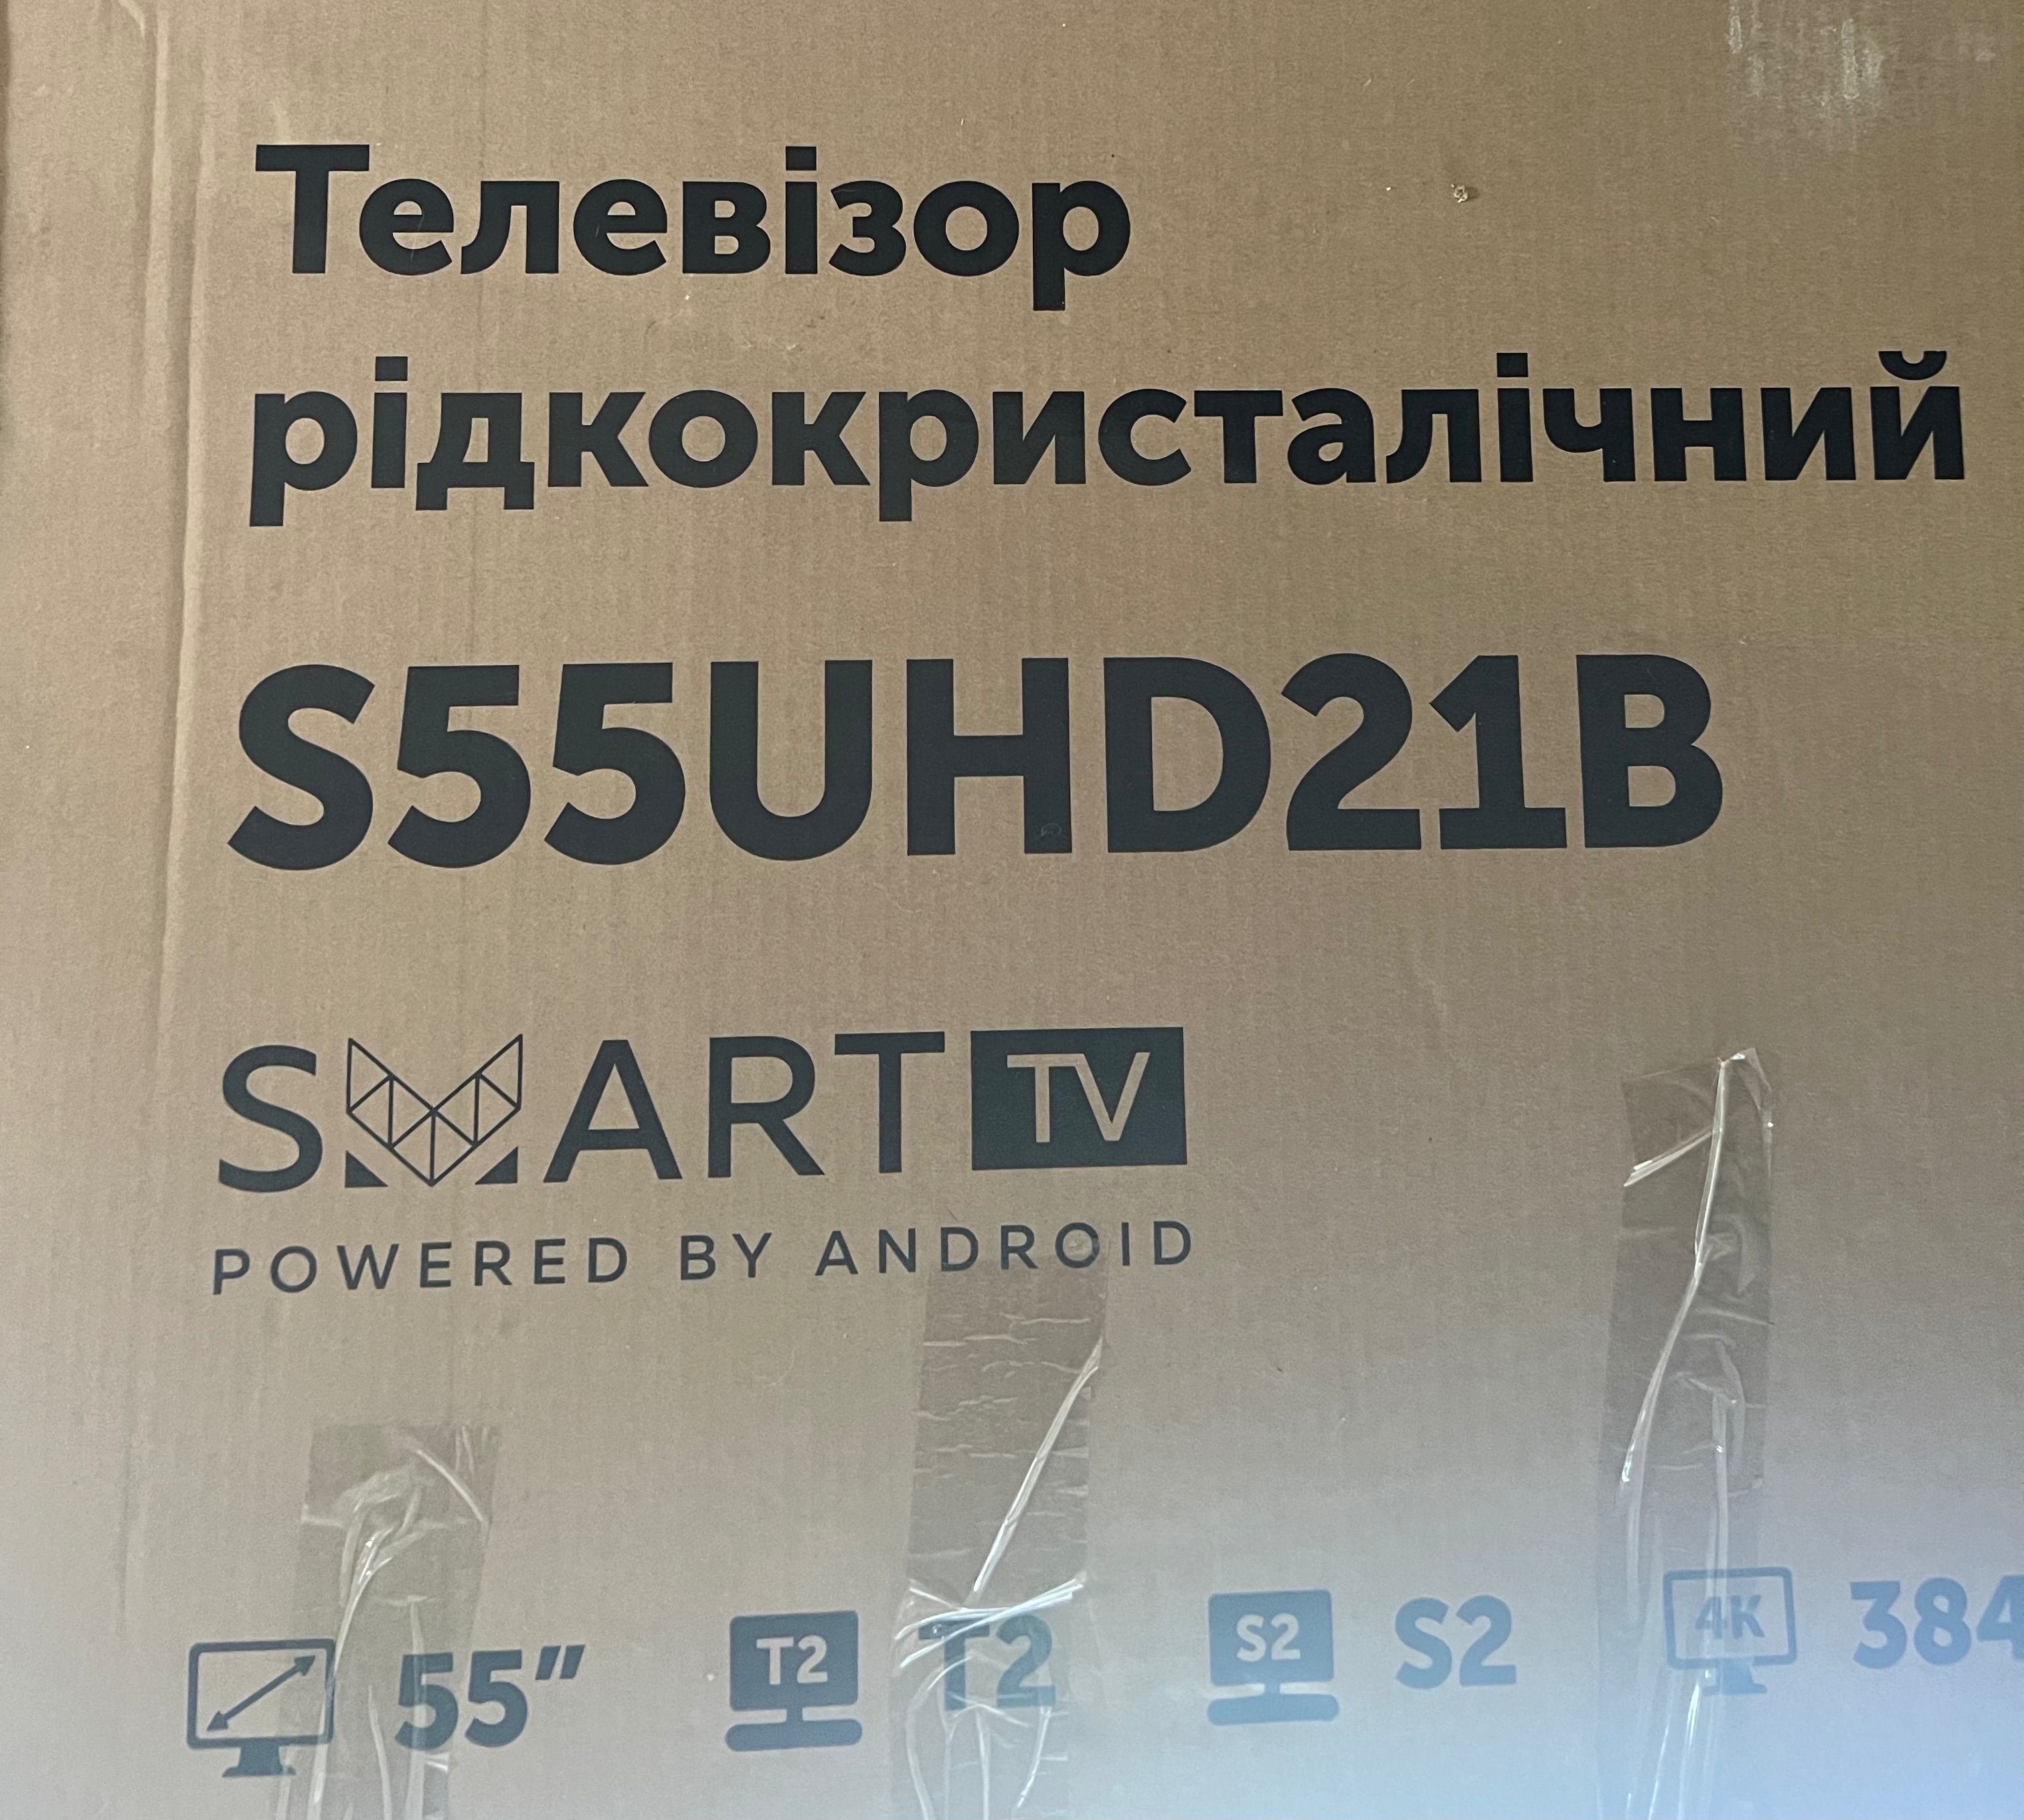 Телевізор
рідкокристалічний
S55UHD21B
SMART TV
POWERED BY ANDROID
55″ T2 T2 S2 S2 4K 384